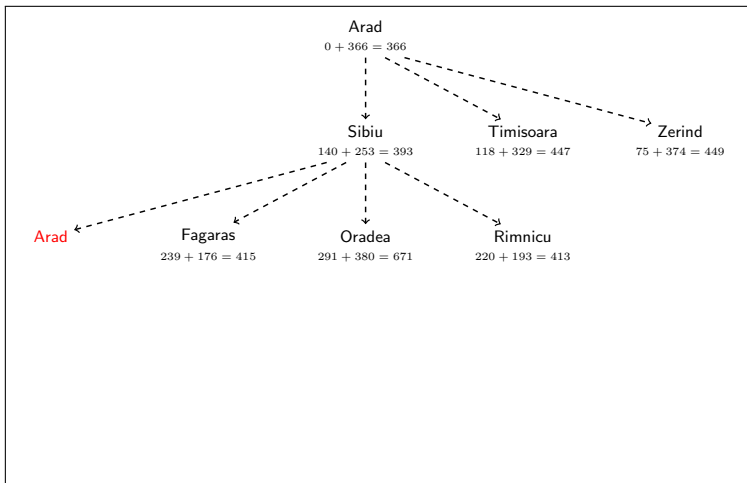 Arad
0 + 366 = 366
Sibiu Timisoara Zerind
140 + 253 = 393 118 + 329 = 447 75 + 374 = 449
Arad Fagaras Oradea Rimnicu
239 + 176 = 415 291 + 380 = 671 220 + 193 = 413